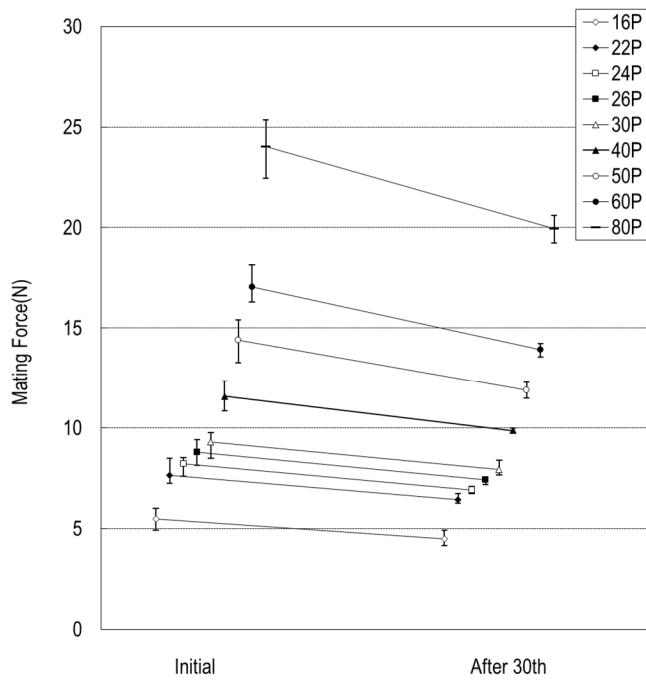 30
25
20
15
10
5
0
Mating Force(N)
Initial
After 30th
16P
22P
24P
26P
30P
40P
50P
60P
80P